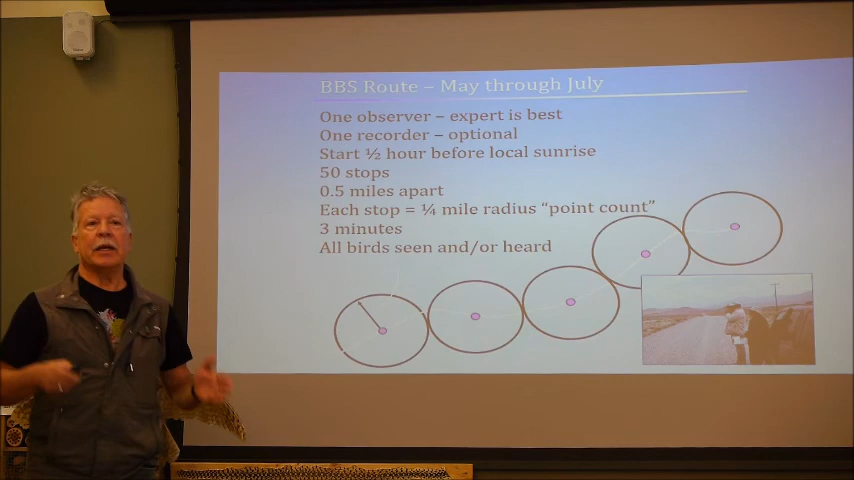 BBS Route – May through July
One observer – expert is best
One recorder – optional
Start ½ hour before local sunrise
50 stops
0.5 miles apart
Each stop = ¼ mile radius “point count”
3 minutes
All birds seen and/or heard